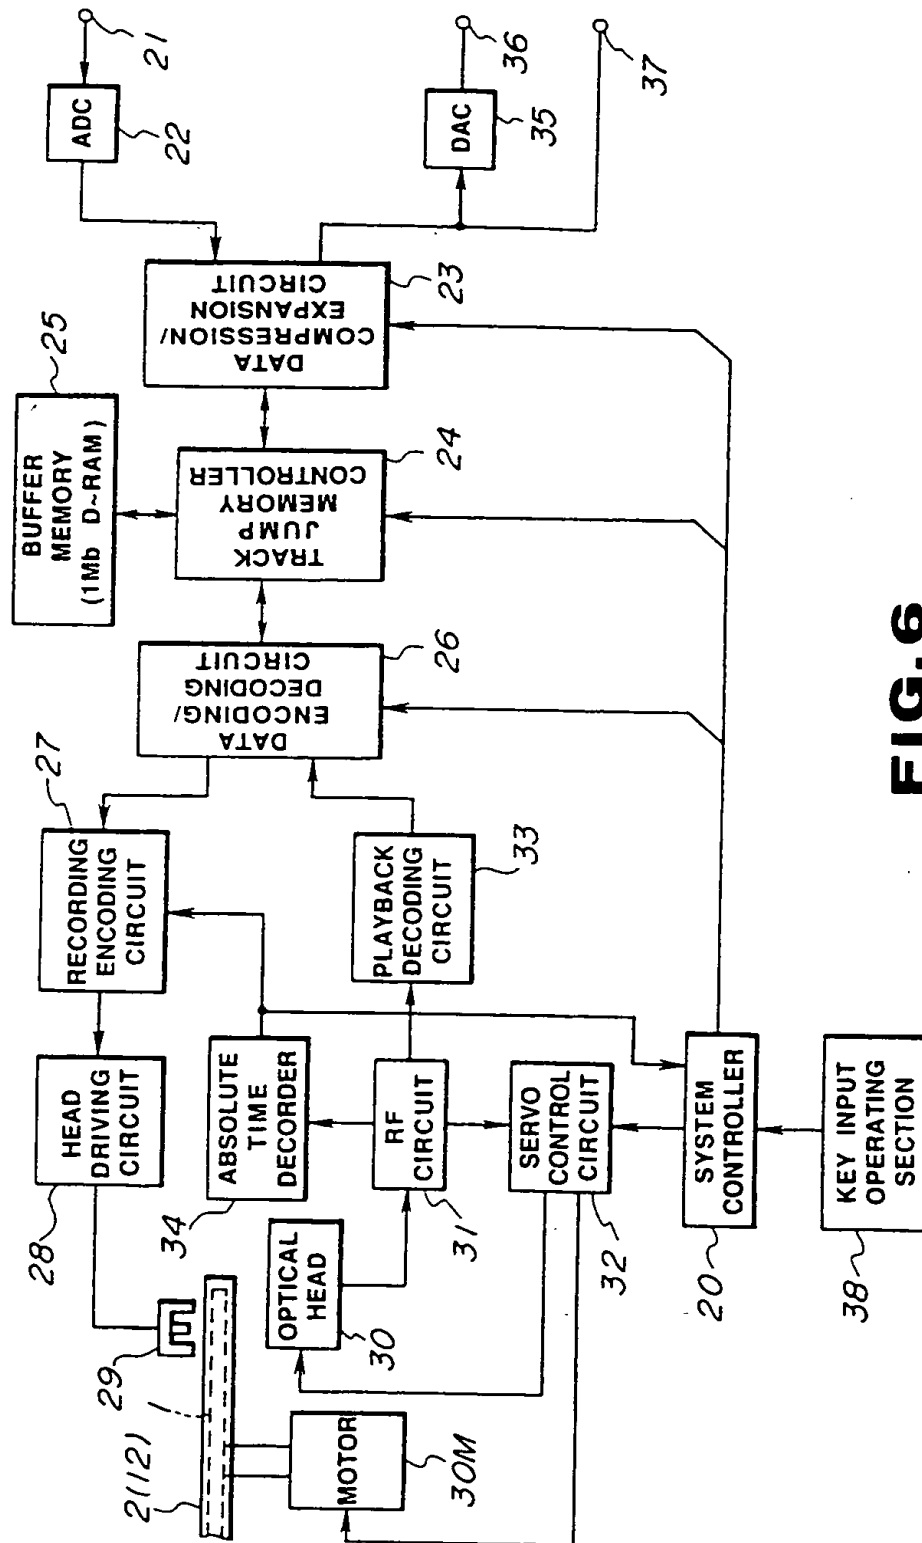 21
ADC
22
36
DAC
35
37
DATA
COMPRESSION/
EXPANSION
CIRCUIT
23
25
BUFFER
MEMORY
(1Mb D~RAM)
TRACK
JUMP
MEMORY
CONTROLLER
24
DATA
ENCODING/
DECODING
CIRCUIT
26
27
RECORDING
ENCODING
CIRCUIT
PLAYBACK
DECODING
CIRCUIT
33
HEAD
DRIVING
CIRCUIT
28
ABSOLUTE
TIME
DECORDER
34
RF
CIRCUIT
31
SERVO
CONTROL
CIRCUIT
32
SYSTEM
CONTROLLER
20
KEY INPUT
OPERATING
SECTION
38
29
1
2(12)
OPTICAL
HEAD
30
MOTOR
30M
FIG.6